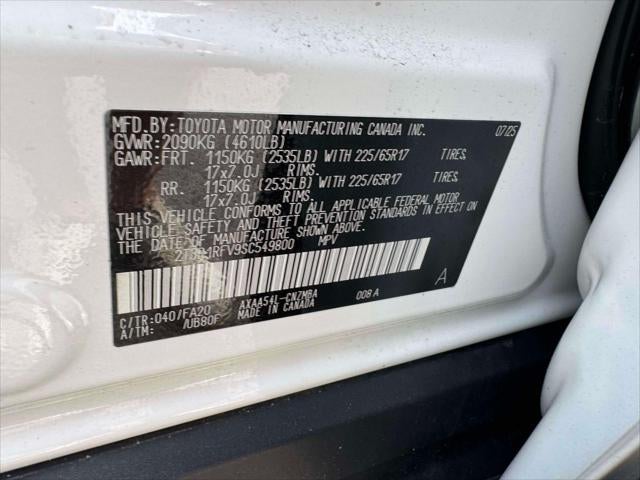 MFD.BY:TOYOTA MOTOR MANUFACTURING CANADA INC. 07/25
GVWR:2090KG (4610LB)
GAWR:FRT. 1150KG (2535LB) WITH 225/65R17 TIRES,
17x7.0J RIMS.
RR. 1150KG (2535LB) WITH 225/65R17 TIRES,
17x7.0J RIMS.
THIS VEHICLE CONFORMS TO ALL APPLICABLE FEDERAL MOTOR
VEHICLE SAFETY AND THEFT PREVENTION STANDARDS IN EFFECT ON
THE DATE OF MANUFACTURE SHOWN ABOVE.
MPV
C/TR:040/FA20 AXAA54L-CNZMBA 008 A A
A/TM: /UB80F MADE IN CANADA